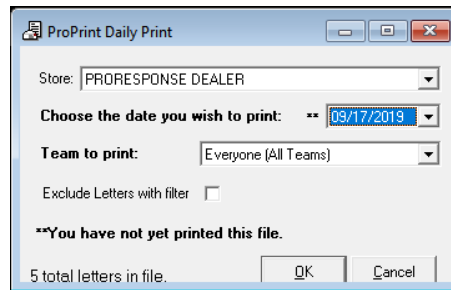 ProPrint Daily Print
Store: PRORESPONSE DEALER
Choose the date you wish to print: ** 09/17/2019
Team to print: Everyone (All Teams)
Exclude Letters with filter
**You have not yet printed this file.
5 total letters in file. OK Cancel